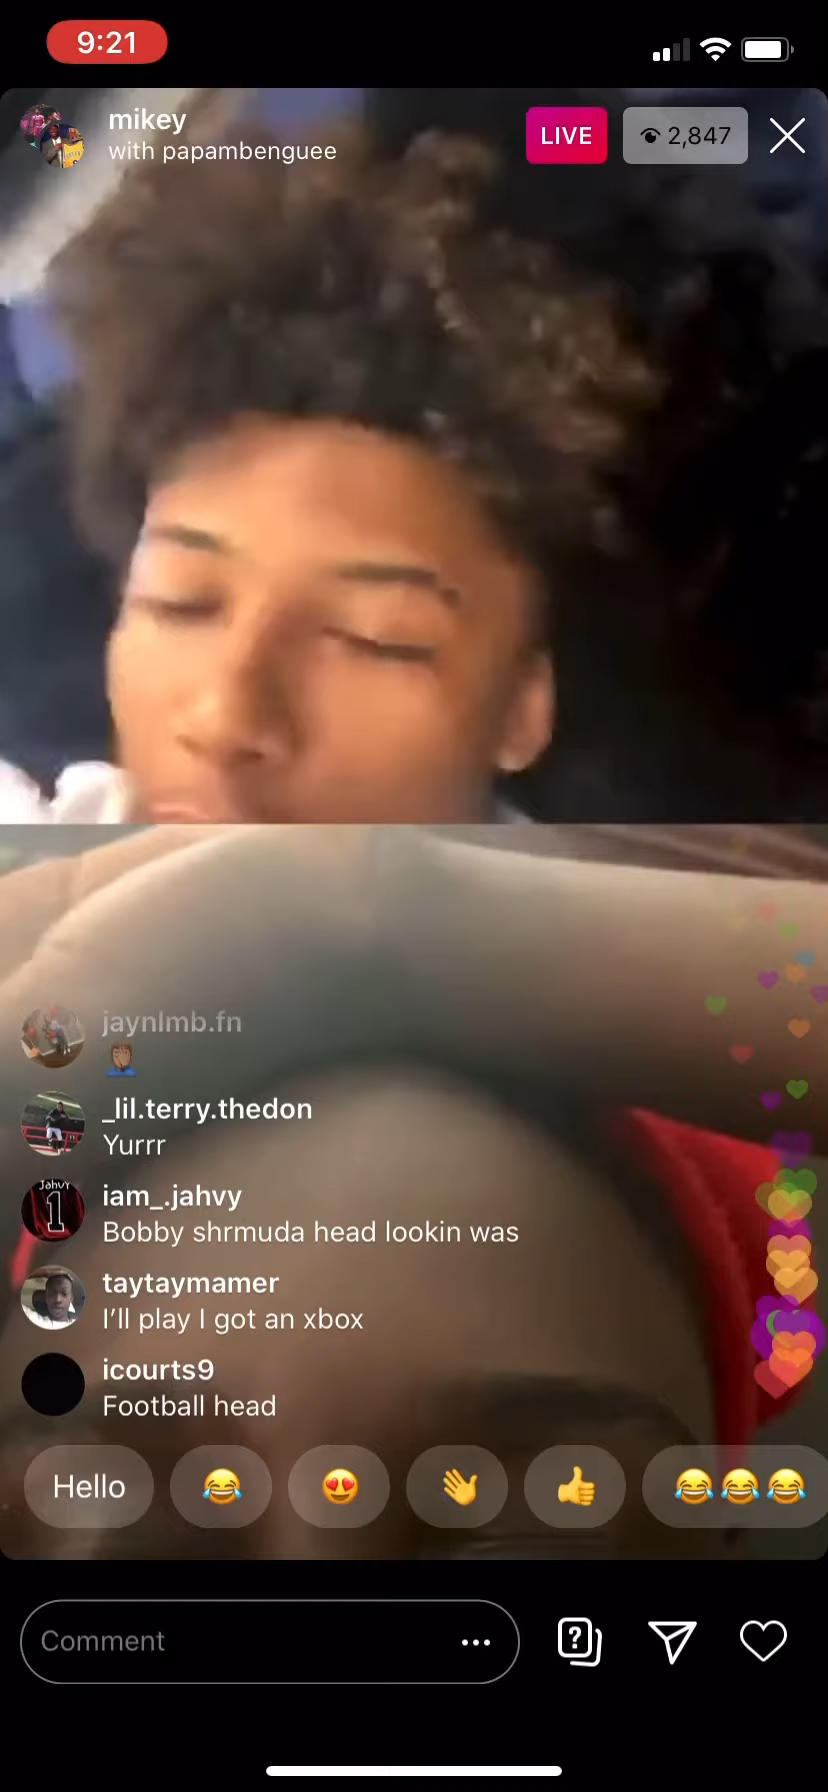 9:21
mikey
with papambenguee
LIVE
2,847
jaynlmb.fn
🤦🏽‍♂️
_lil.terry.thedon
Yurrr
Jahvy
1
iam_.jahvy
Bobby shrmuda head lookin was
taytaymamer
I’ll play I got an xbox
icourts9
Football head
Hello 😂 😍 👋 👍 😂😂😂
Comment